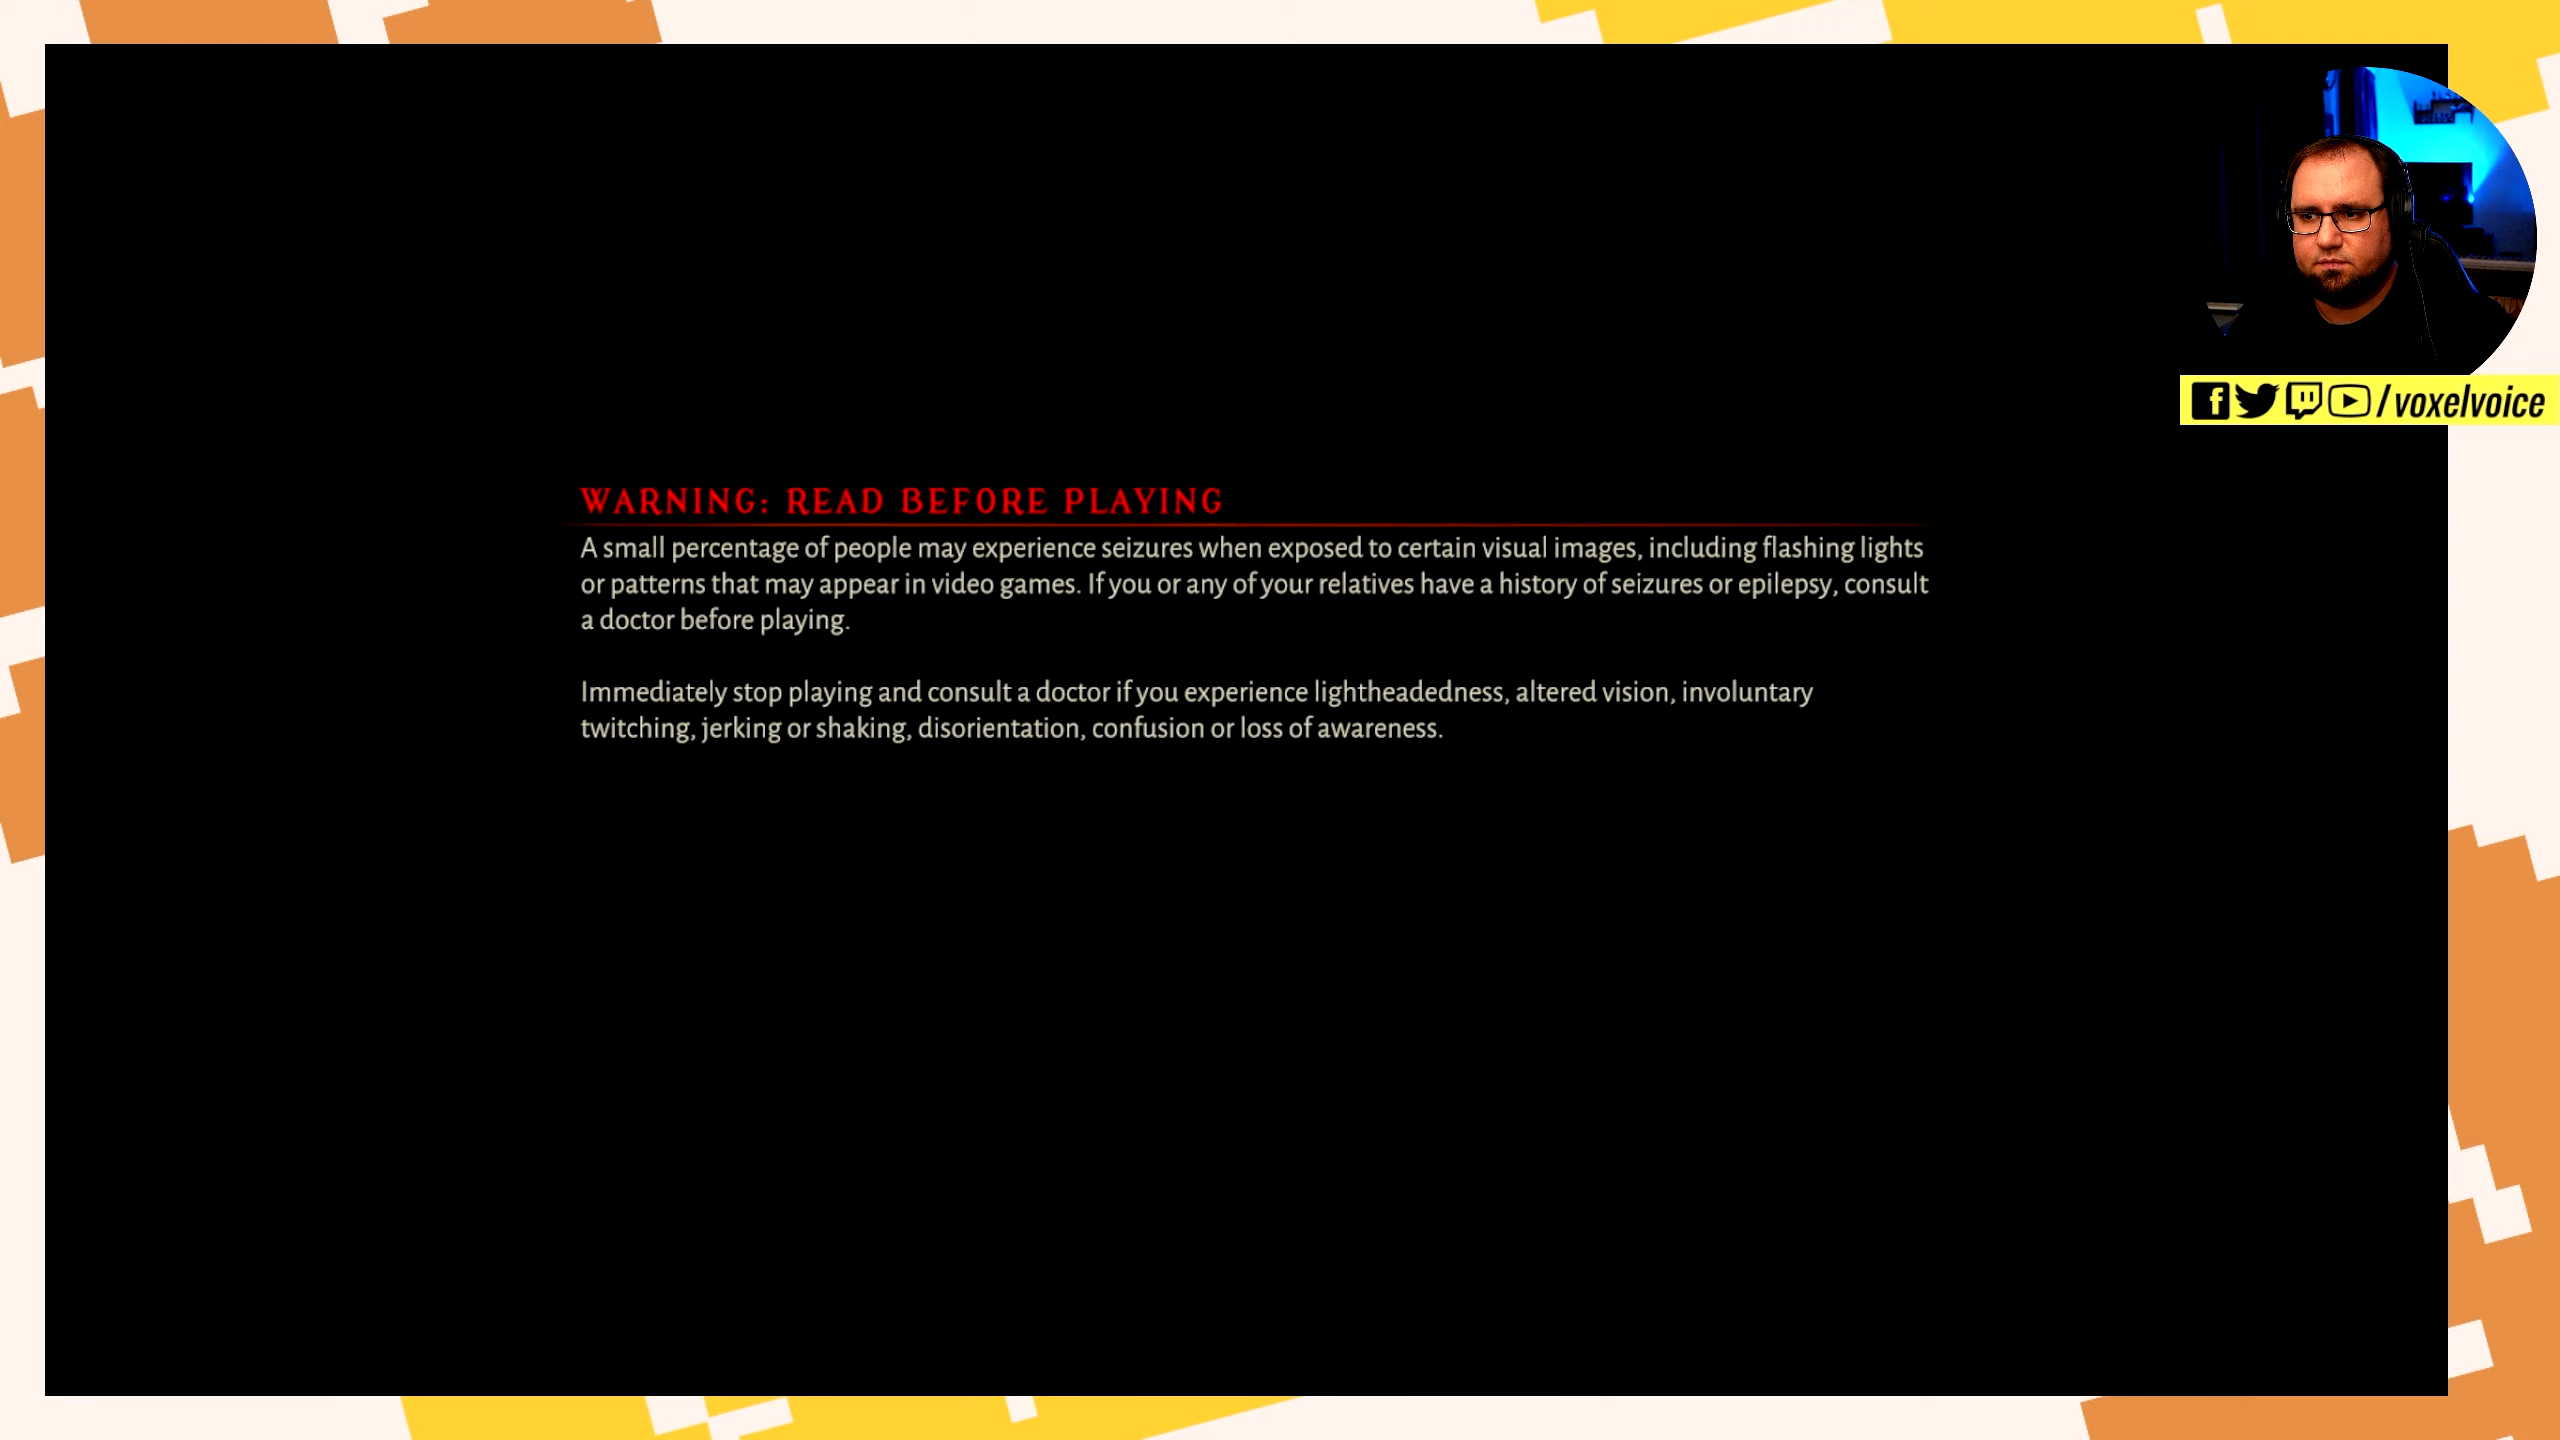 /voxelvoice
WARNING: READ BEFORE PLAYING
A small percentage of people may experience seizures when exposed to certain visual images, including flashing lights
or patterns that may appear in video games. If you or any of your relatives have a history of seizures or epilepsy, consult
a doctor before playing.
Immediately stop playing and consult a doctor if you experience lightheadedness, altered vision, involuntary
twitching, jerking or shaking, disorientation, confusion or loss of awareness.